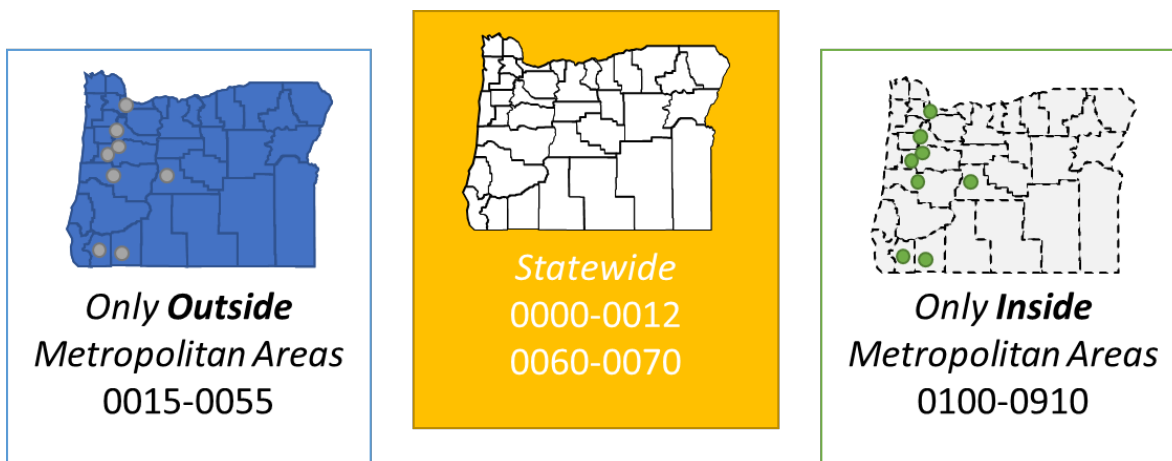 Only Outside
Metropolitan Areas
0015-0055
Statewide
0000-0012
0060-0070
Only Inside
Metropolitan Areas
0100-0910